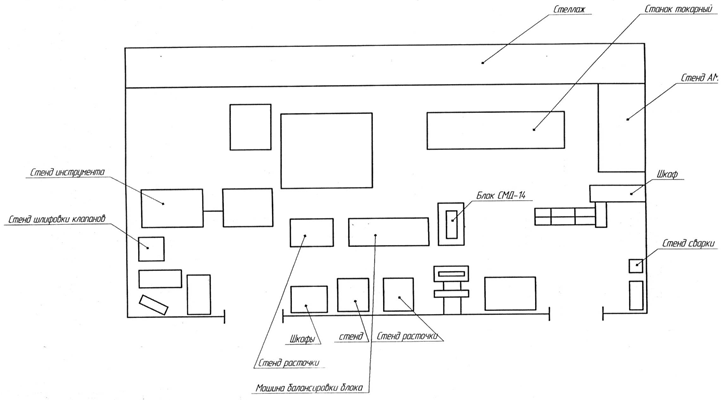 Стеллаж
Станок токарный
Стенд АМ
Стенд инструмента
Шкаф
Блок СМД-14
Стенд шлифовки клапанов
Стенд сварки
Шкафы
стенд
Стенд расточки
Стенд расточки
Машина балансировки блока